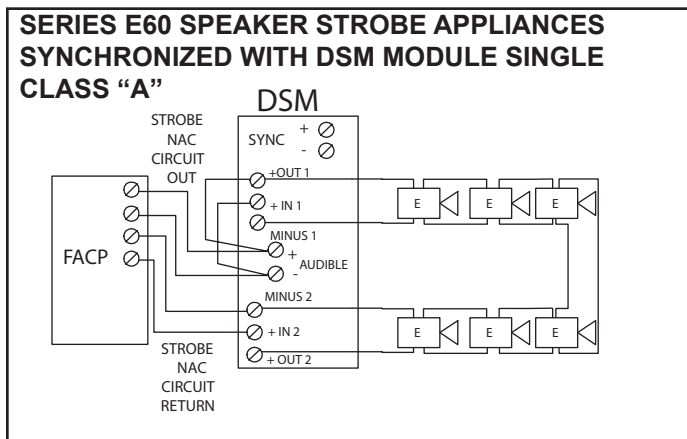 SERIES E60 SPEAKER STROBE APPLIANCES
SYNCHRONIZED WITH DSM MODULE SINGLE
CLASS “A”
DSM
STROBE
NAC
CIRCUIT
OUT
SYNC
+
-
+OUT 1
+ IN 1
MINUS 1
+
AUDIBLE
-
MINUS 2
+ IN 2
+ OUT 2
FACP
STROBE
NAC
CIRCUIT
RETURN
E
E
E
E
E
E